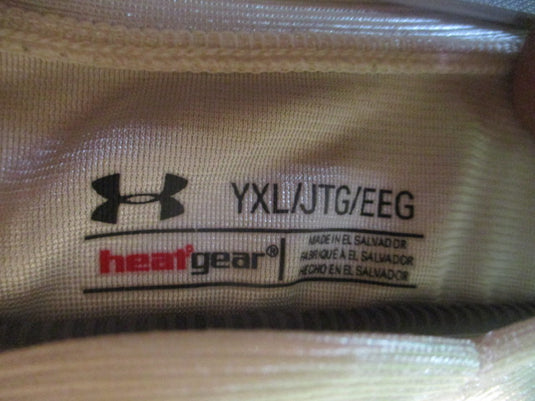 YXL/JTG/EEG
heatgear®
MADE IN EL SALVADOR
FABRIQUÉ À EL SALVADOR
HECHO EN EL SALVADOR